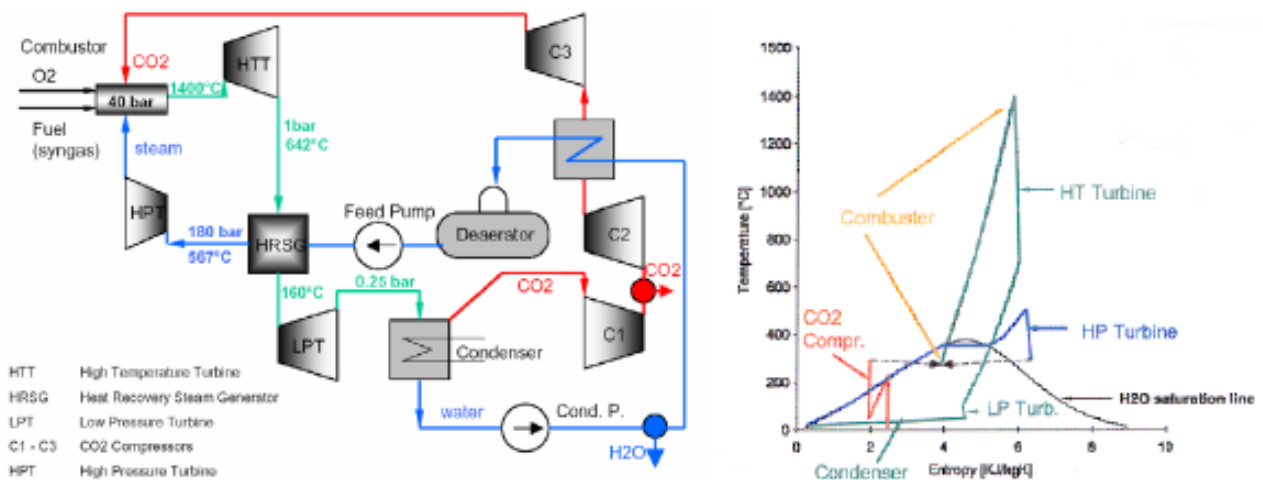 Combustor
O2
CO2
1400°C
40 bar
Fuel
(syngas)
steam
HTT
1bar
642°C
HPT
180 bar
567°C
HRSG
Feed Pump
Deaerator
160°C
0.25 bar
LPT
CO2
Condenser
water
Cond. P.
H2O
C1
CO2
C2
C3
HTT High Temperature Turbine
HRSG Heat Recovery Steam Generator
LPT Low Pressure Turbine
C1 - C3 CO2 Compressors
HPT High Pressure Turbine
Temperature [°C]
1600
1400
1200
1000
800
600
400
200
0
0
2
4
6
8
10
Entropy [KJ/kgK]
Combuster
HT Turbine
HP Turbine
CO2
Compr.
H2O saturation line
LP Turb.
Condenser